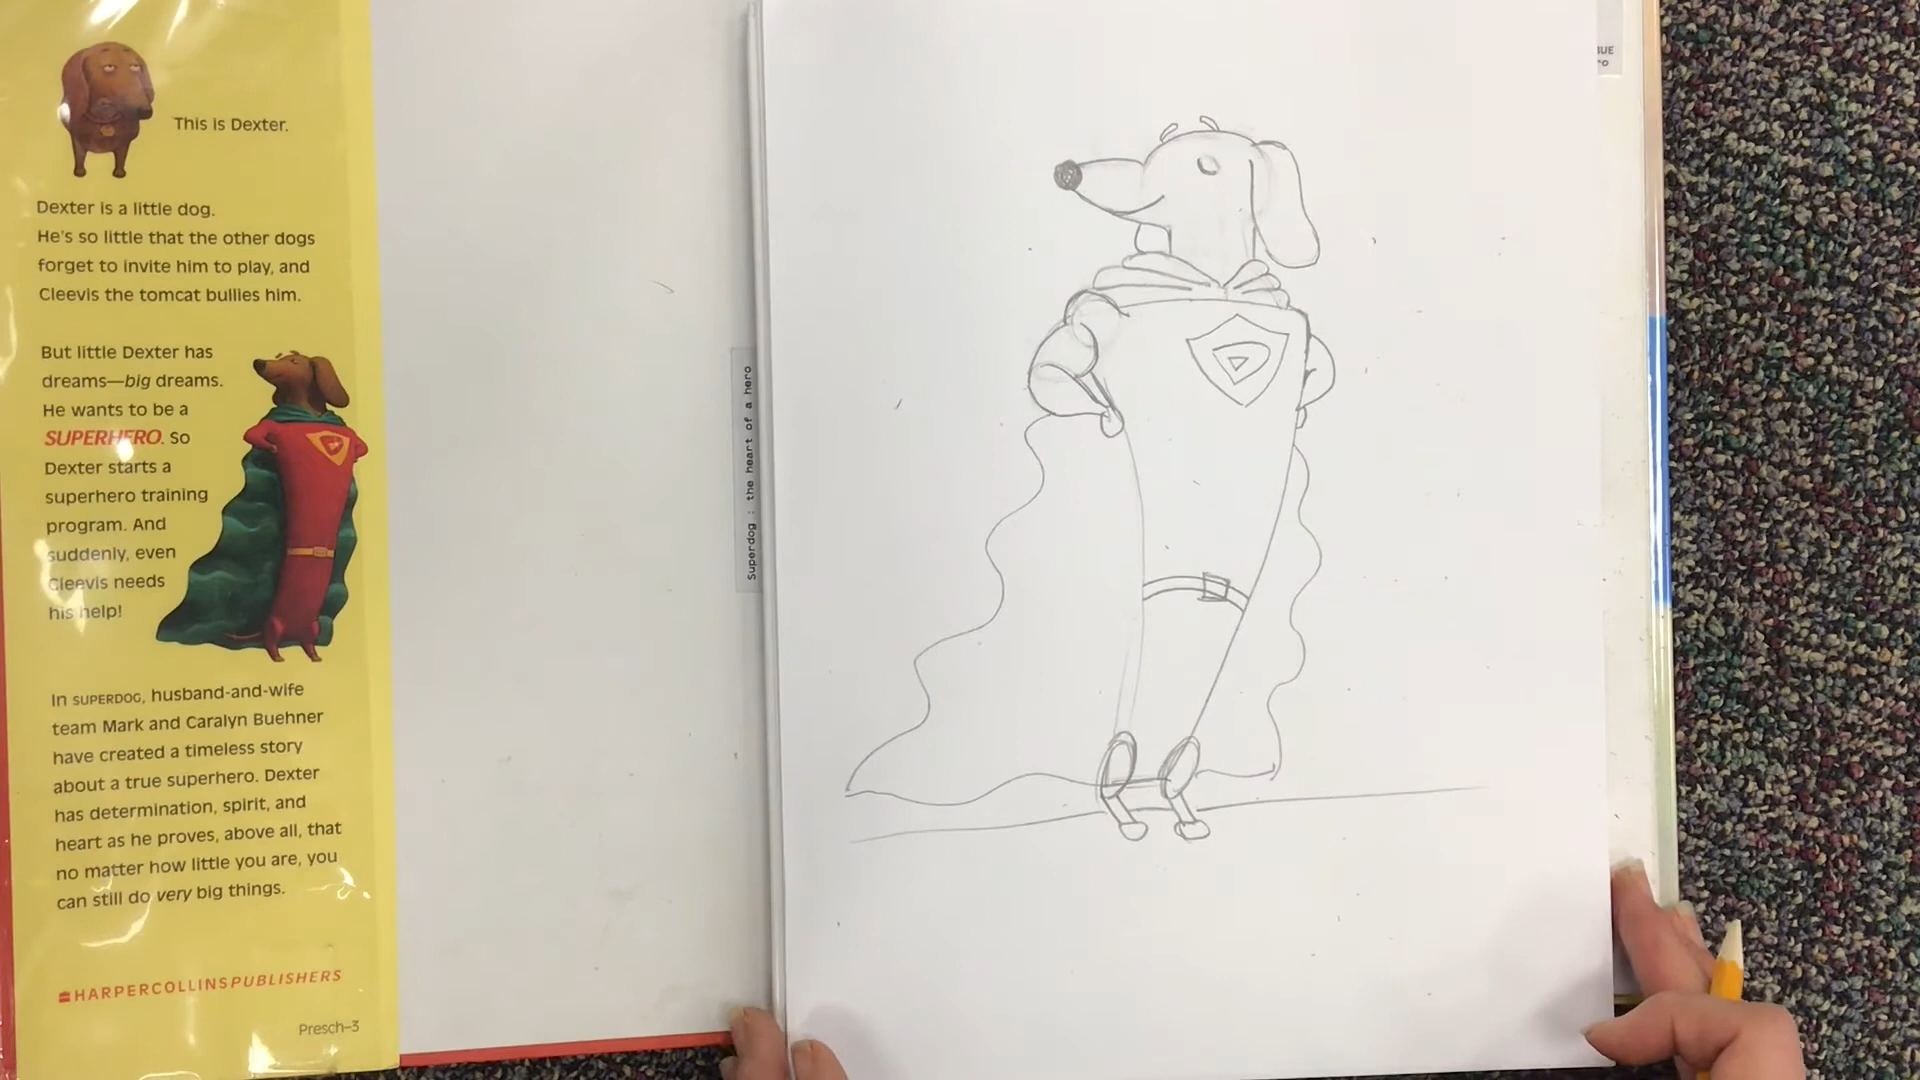 This is Dexter.
Dexter is a little dog.
He's so little that the other dogs
forget to invite him to play, and
Cleevis the tomcat bullies him.
But little Dexter has
dreams—big dreams.
He wants to be a
SUPERHERO. So
Dexter starts a
superhero training
program. And
suddenly, even
Cleevis needs
his help!
In SUPERDOG, husband-and-wife
team Mark and Caralyn Buehner
have created a timeless story
about a true superhero. Dexter
has determination, spirit, and
heart as he proves, above all, that
no matter how little you are, you
can still do very big things.
HARPERCOLLINSPUBLISHERS
Presch–3
Superdog : the heart of a hero
D